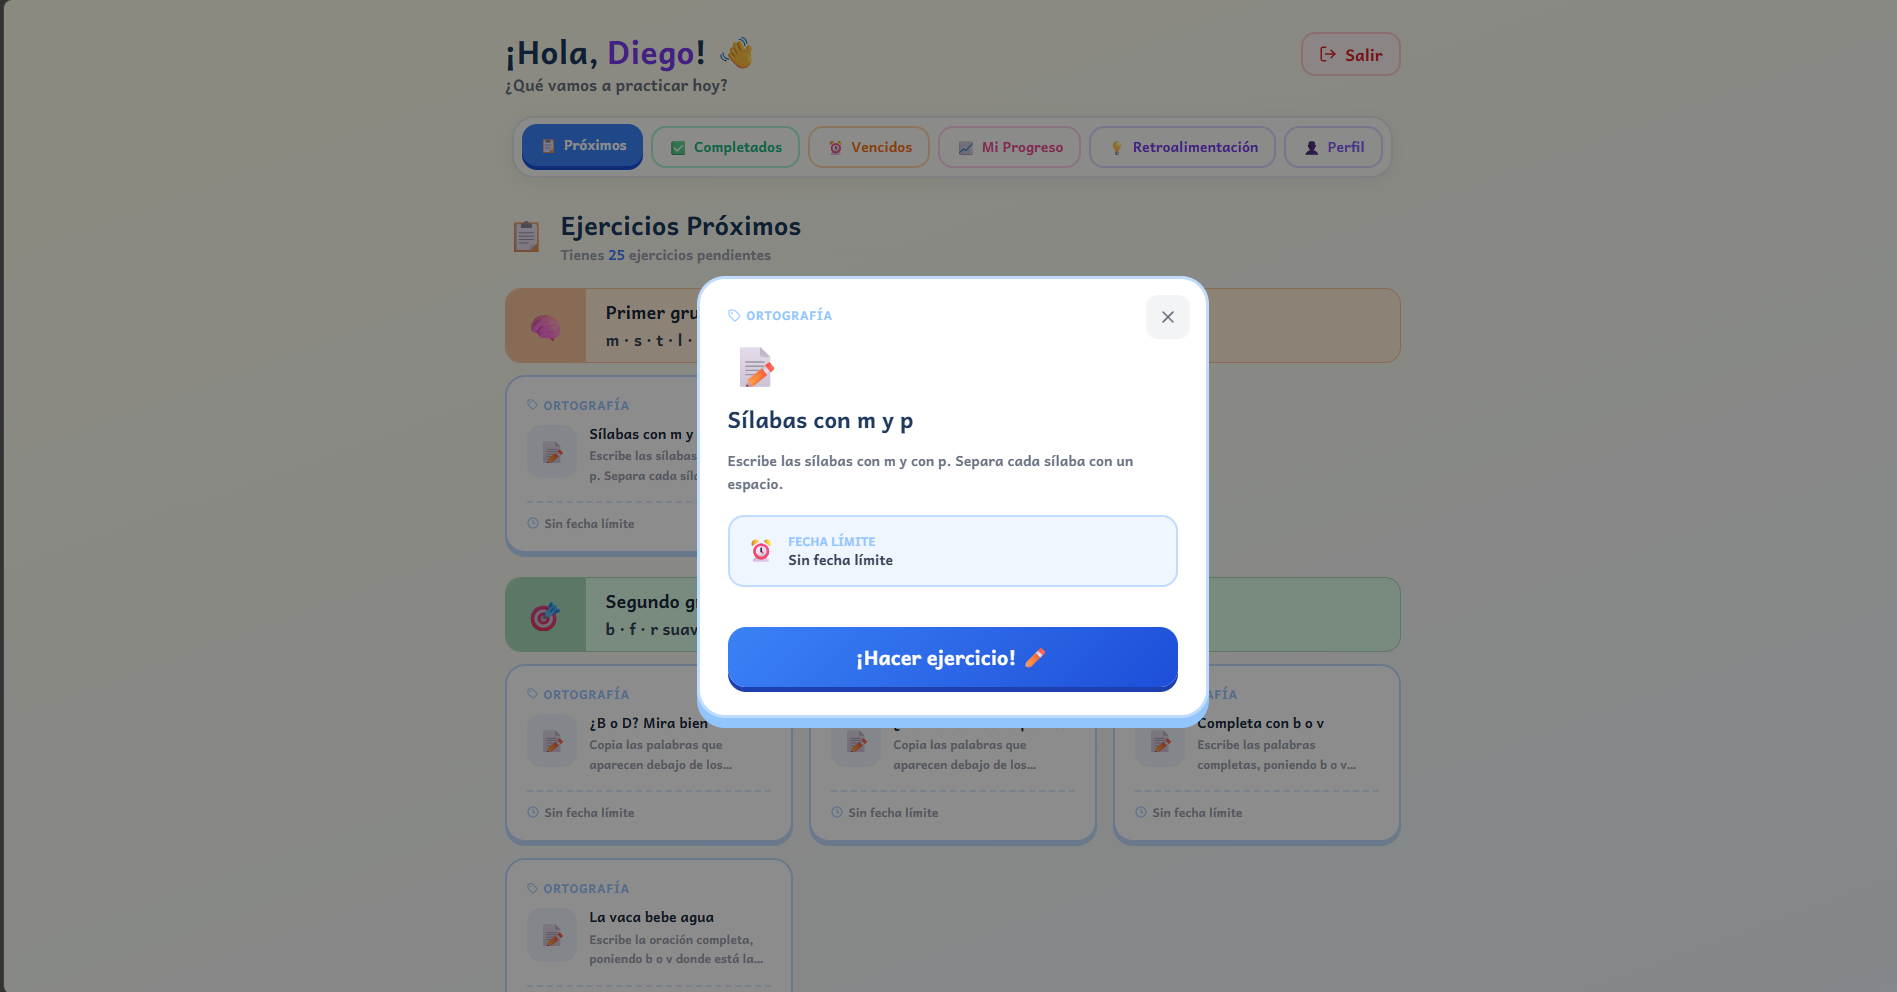 ¡Hola, Diego!
¿Qué vamos a practicar hoy?
Salir
Próximos
Completados
Vencidos
Mi Progreso
Retroalimentación
Perfil
Ejercicios Próximos
Tienes 25 ejercicios pendientes
Primer gru
m · s · t · l ·
ORTOGRAFÍA
Sílabas con m y
Escribe las sílabas
p. Separa cada síla
Sin fecha límite
ORTOGRAFÍA
Sílabas con m y p
Escribe las sílabas con m y con p. Separa cada sílaba con un
espacio.
FECHA LÍMITE
Sin fecha límite
¡Hacer ejercicio!
Segundo g
b · f · r suav
ORTOGRAFÍA
¿B o D? Mira bien
Copia las palabras que
aparecen debajo de los...
Sin fecha límite
Copia las palabras que
aparecen debajo de los...
Sin fecha límite
AFÍA
Completa con b o v
Escribe las palabras
completas, poniendo b o v...
Sin fecha límite
ORTOGRAFÍA
La vaca bebe agua
Escribe la oración completa,
poniendo b o v donde está la...